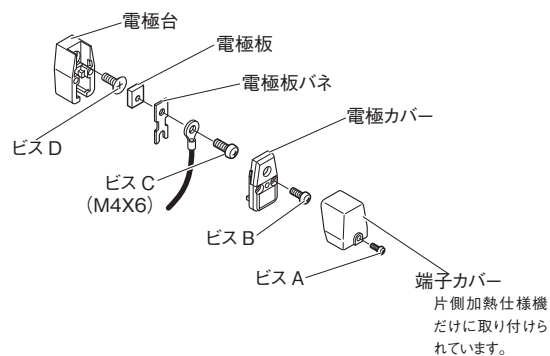 電極台
電極板
電極板バネ
電極カバー
ビス D
ビス C
(M4X6)
ビス B
ビス A
端子カバー
片側加熱仕様機
だけに取り付けら
れています。